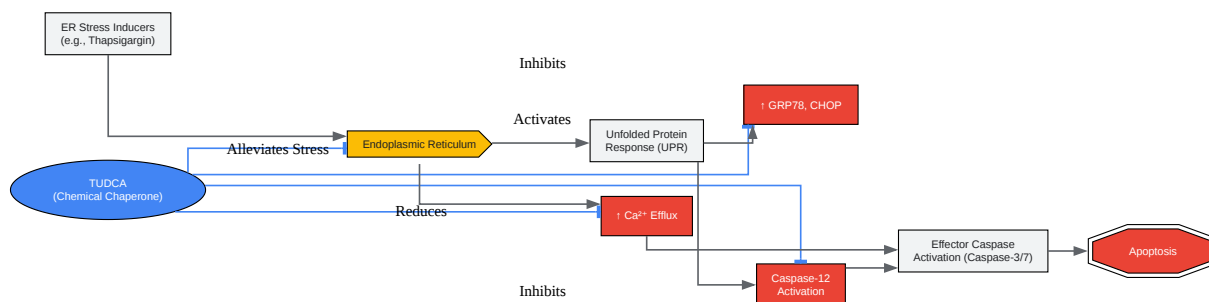 ER Stress Inducers
(e.g., Thapsigargin)
Inhibits
↑ GRP78, CHOP
Activates
Unfolded Protein
Response (UPR)
Endoplasmic Reticulum
Alleviates Stress
TUDCA
(Chemical Chaperone)
Reduces
↑ Ca²⁺ Efflux
Effector Caspase
Activation (Caspase-3/7)
Apoptosis
Caspase-12
Activation
Inhibits